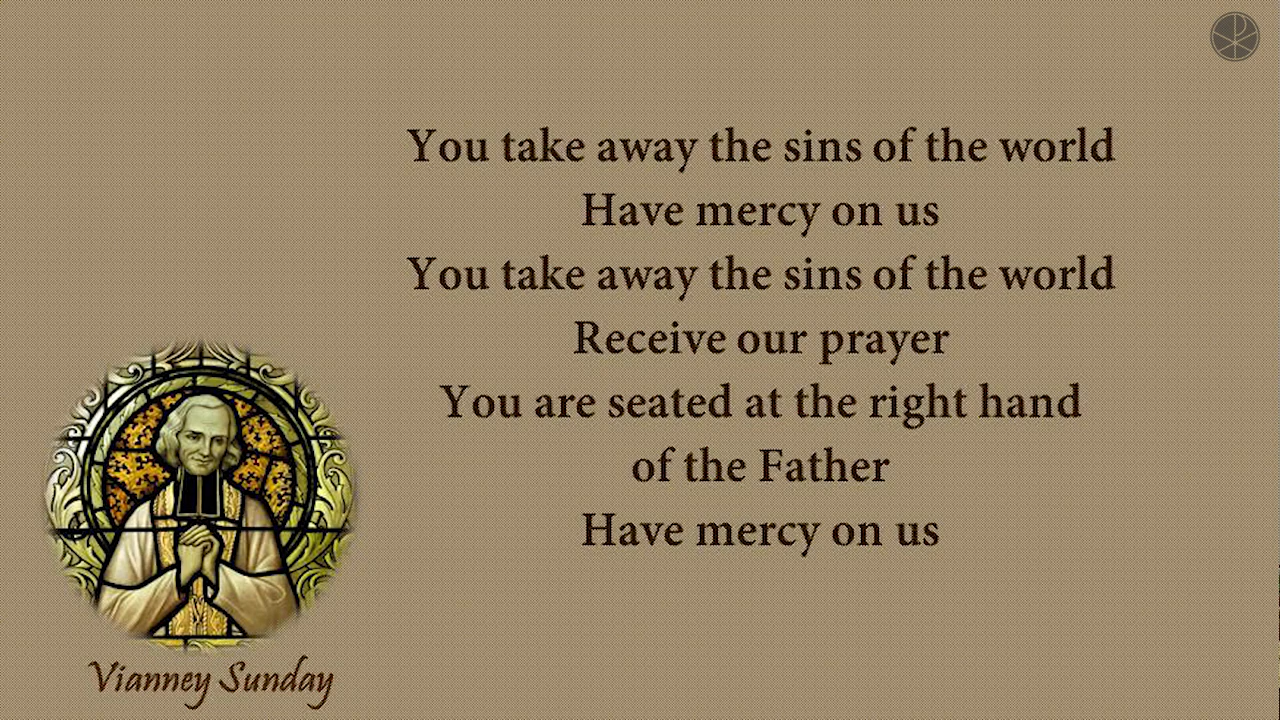 You take away the sins of the world
Have mercy on us
You take away the sins of the world
Receive our prayer
You are seated at the right hand
of the Father
Have mercy on us
Vianney Sunday